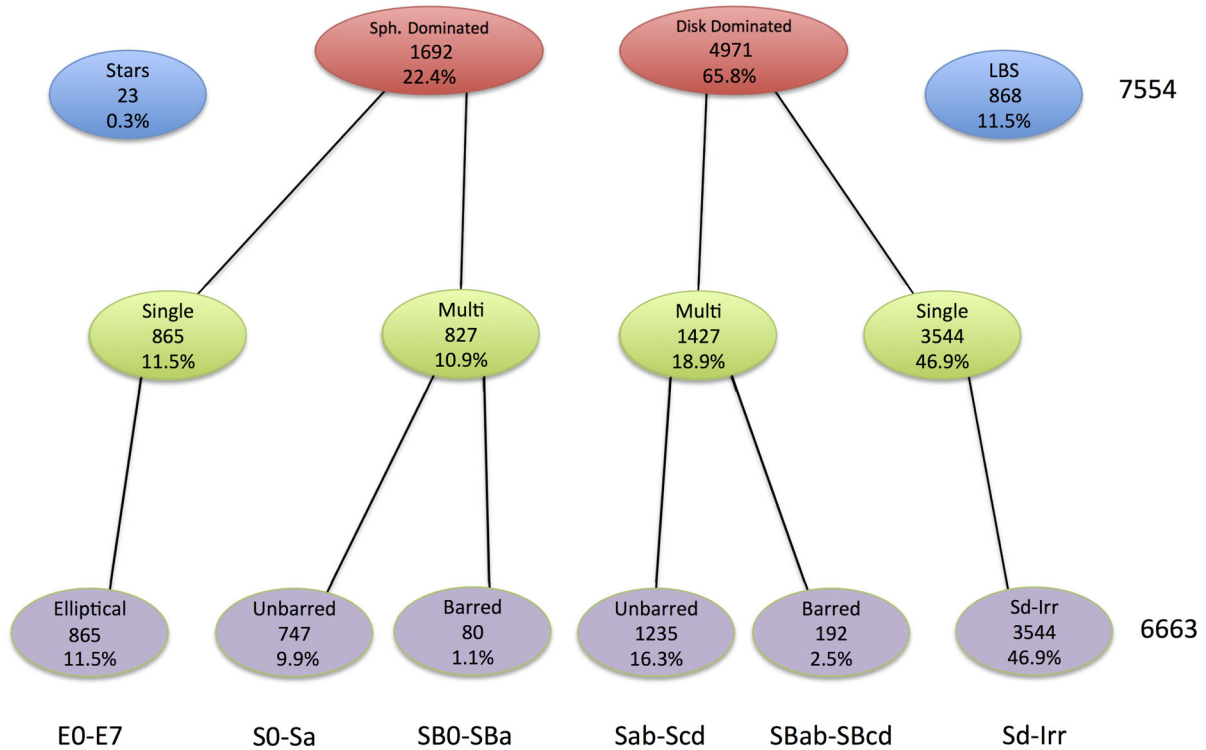 Sph. Dominated
1692
22.4%
Disk Dominated
4971
65.8%
Stars
23
0.3%
LBS
868
11.5%
7554
Single
865
11.5%
Multi
827
10.9%
Multi
1427
18.9%
Single
3544
46.9%
Elliptical
865
11.5%
Unbarred
747
9.9%
Barred
80
1.1%
Unbarred
1235
16.3%
Barred
192
2.5%
Sd-Irr
3544
46.9%
6663
E0-E7
S0-Sa
SB0-SBa
Sab-Scd
SBab-SBcd
Sd-Irr